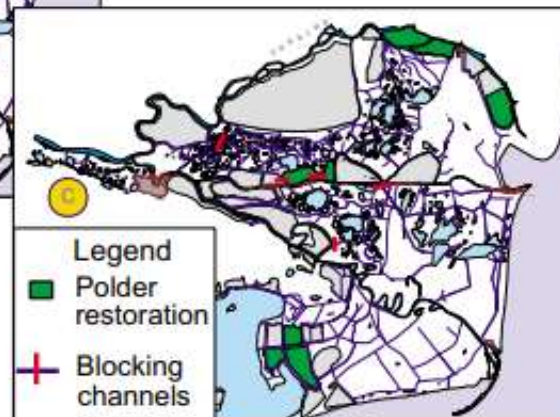 C
Legend
Polder
restoration
Blocking
channels